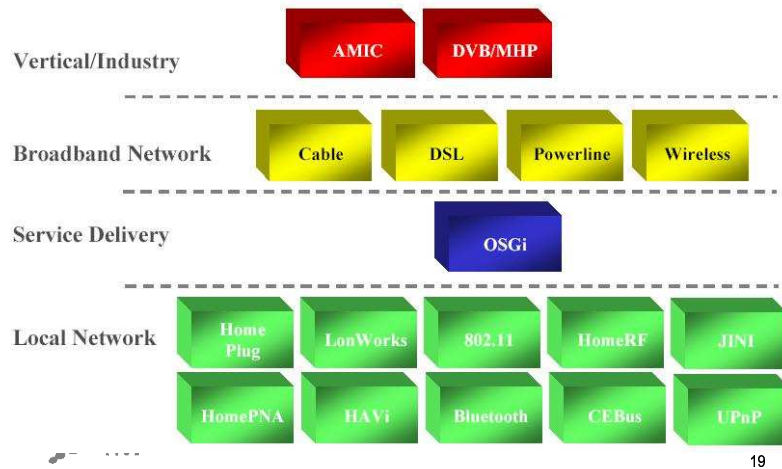 Vertical/Industry
AMIC
DVB/MHP
Broadband Network
Cable
DSL
Powerline
Wireless
Service Delivery
OSGi
Local Network
Home
Plug
LonWorks
802.11
HomeRF
JINI
HomePNA
HAVi
Bluetooth
CEBus
UPnP
19